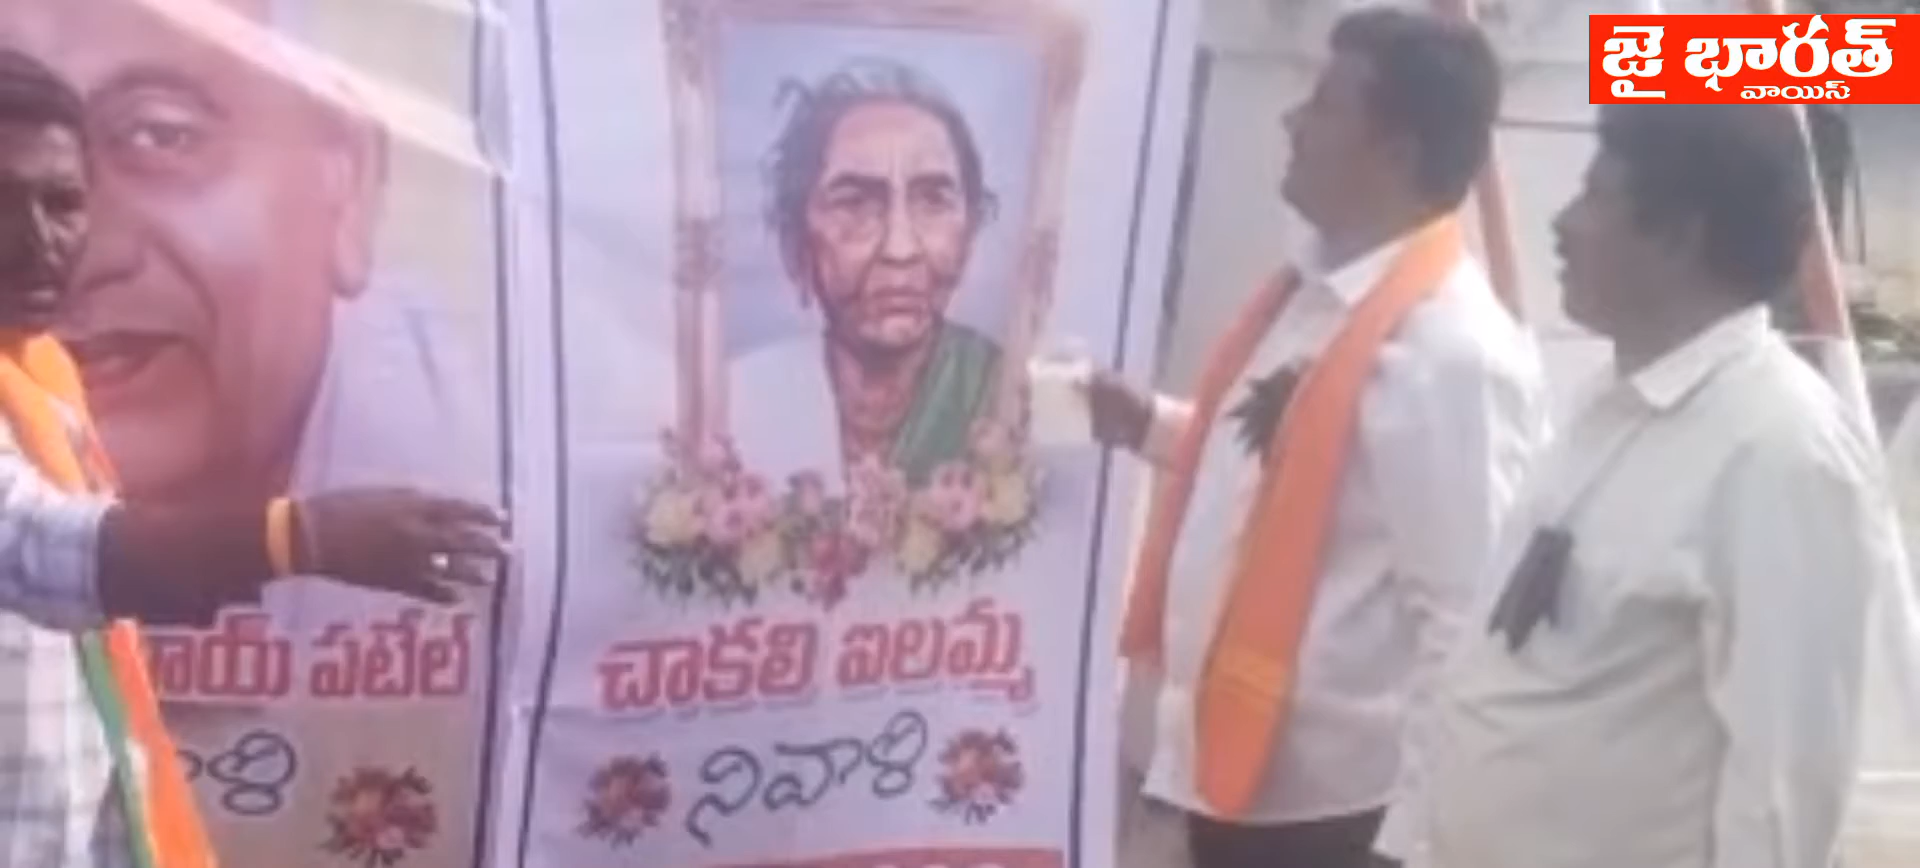 జై భారత్
వాయిస్
పటేల్
చాకలి ఐలమ్మ
నివాళి